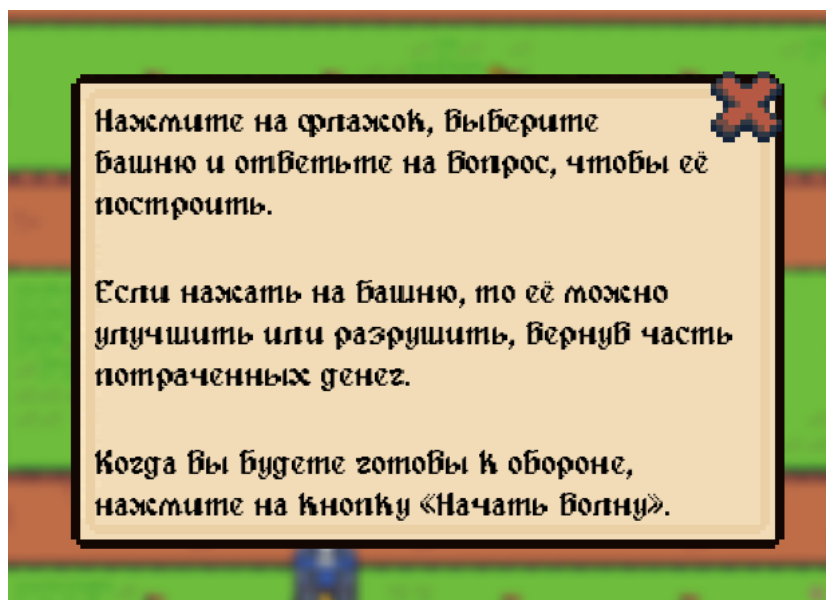 Нажмите на флажок, выберите
башню и ответьте на вопрос, чтобы её
построить.
Если нажать на башню, то её можно
улучшить или разрушить, вернув часть
потраченных денег.
Когда вы будете готовы к обороне,
нажмите на кнопку «Начать волну».